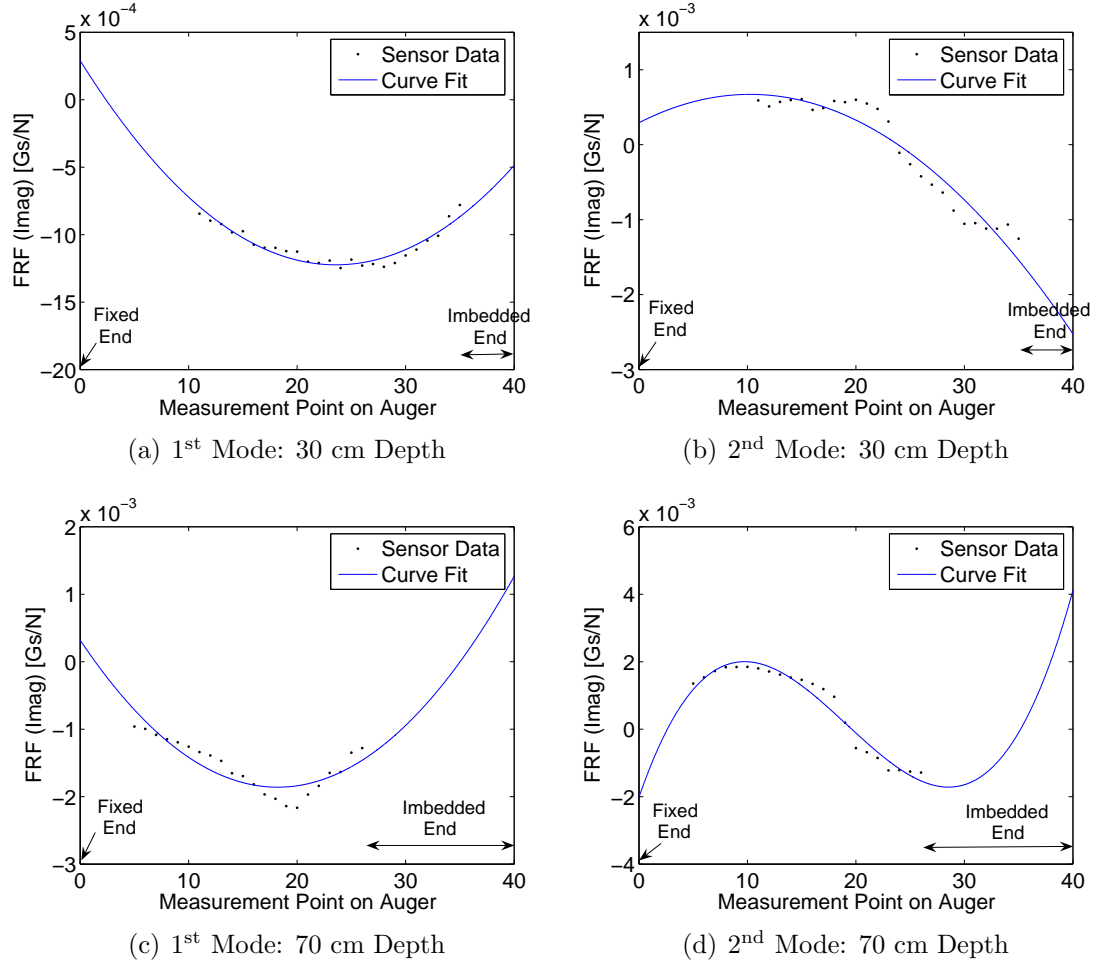 x 10⁻⁴
5
0
−5
−10
−15
−20
FRF (Imag) [Gs/N]
Sensor Data
Curve Fit
Fixed
End
Imbedded
End
0 10 20 30 40
Measurement Point on Auger
(a) 1st Mode: 30 cm Depth
x 10⁻³
1
0
−1
−2
−3
FRF (Imag) [Gs/N]
Sensor Data
Curve Fit
Fixed
End
Imbedded
End
0 10 20 30 40
Measurement Point on Auger
(b) 2nd Mode: 30 cm Depth
x 10⁻³
2
1
0
−1
−2
−3
FRF (Imag) [Gs/N]
Sensor Data
Curve Fit
Fixed
End
Imbedded
End
0 10 20 30 40
Measurement Point on Auger
(c) 1st Mode: 70 cm Depth
x 10⁻³
6
4
2
0
−2
−4
FRF (Imag) [Gs/N]
Sensor Data
Curve Fit
Fixed
End
Imbedded
End
0 10 20 30 40
Measurement Point on Auger
(d) 2nd Mode: 70 cm Depth